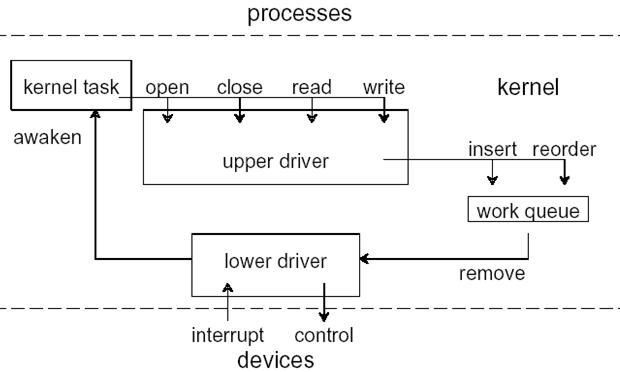 processes
kernel task open close read write kernel
awaken
upper driver
insert reorder
work queue
lower driver
remove
interrupt control
devices